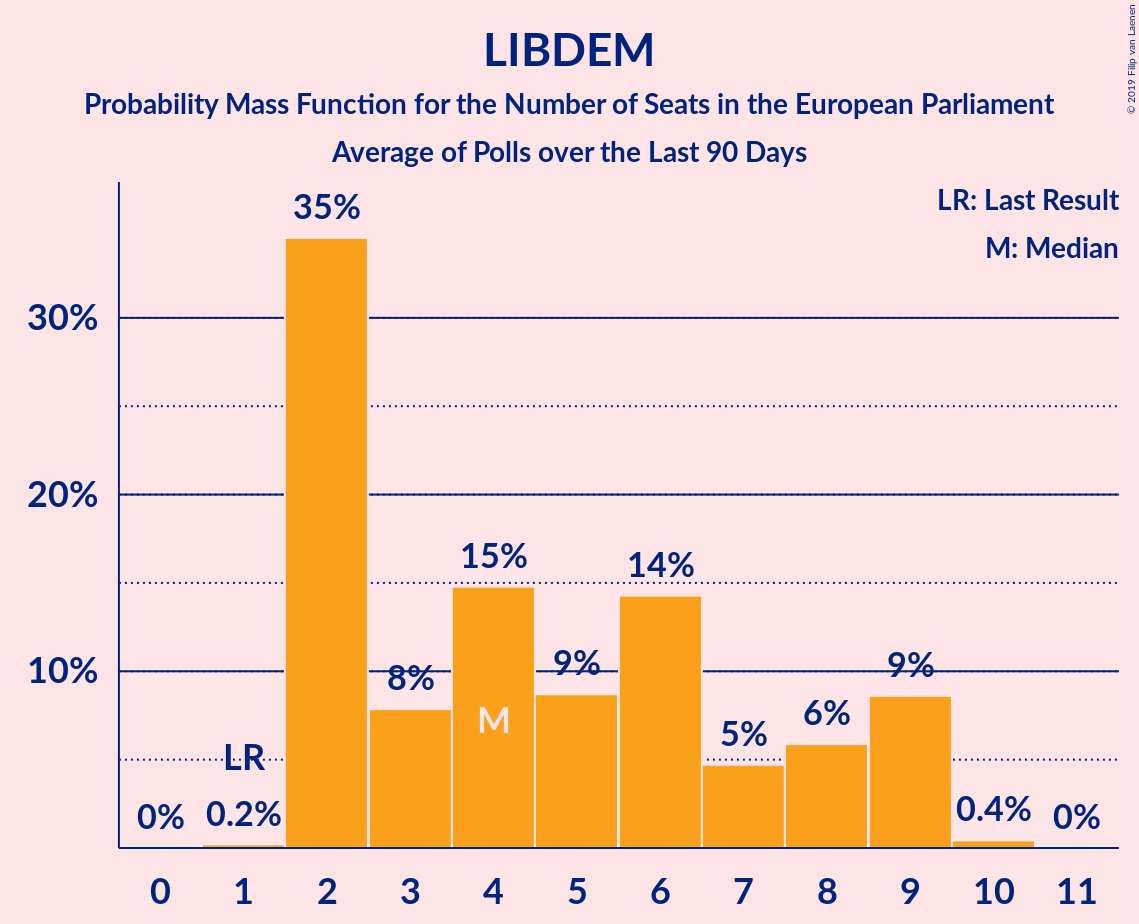 LIBDEM
Probability Mass Function for the Number of Seats in the European Parliament
Average of Polls over the Last 90 Days
© 2019 Filip van Laenen
LR: Last Result
M: Median
35%
30%
20%
15%
14%
10%
8%
9%
9%
M
6%
5%
LR
0%
0.2%
0.4%
0%
0 1 2 3 4 5 6 7 8 9 10 11